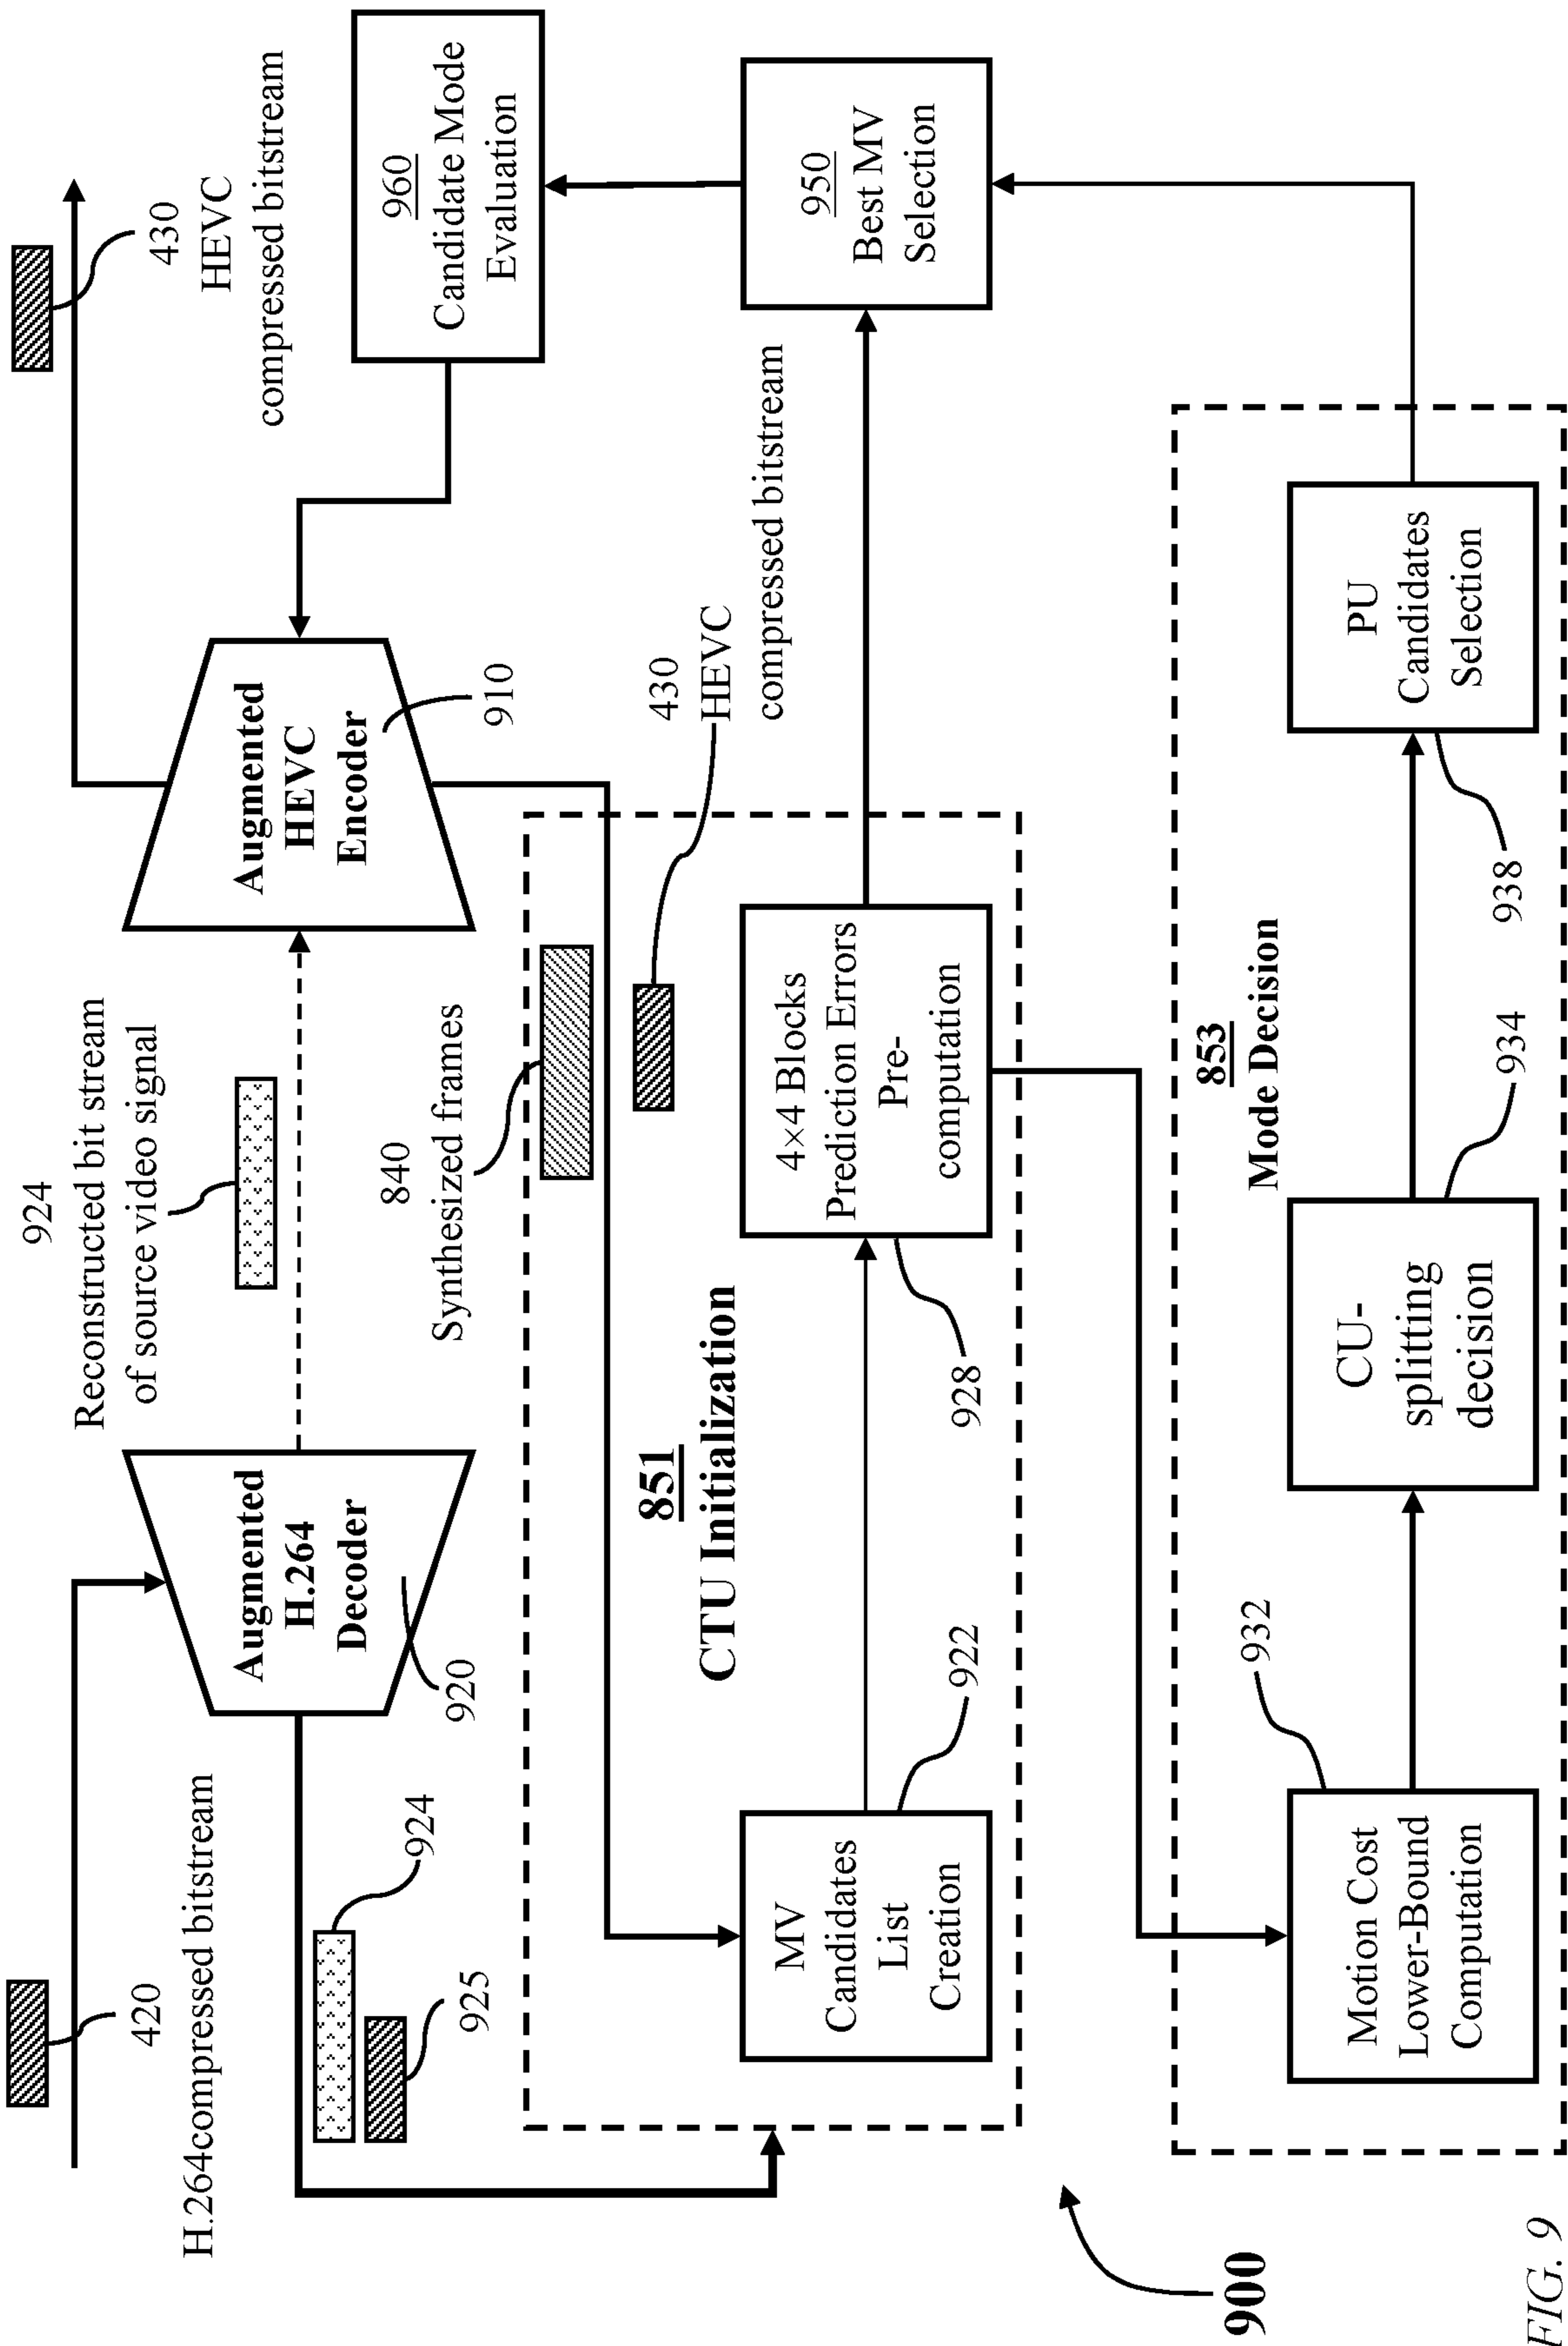 420
H.264compressed bitstream
924
Reconstructed bit stream
of source video signal
430
HEVC
compressed bitstream
Augmented
H.264
Decoder
920
Augmented
HEVC
Encoder
910
960
Candidate Mode
Evaluation
924
925
840
Synthesized frames
430
HEVC
compressed bitstream
851
CTU Initialization
MV
Candidates
List
Creation
922
4×4 Blocks
Prediction Errors
Pre-
computation
928
950
Best MV
Selection
853
Mode Decision
932
Motion Cost
Lower-Bound
Computation
CU-
splitting
decision
934
PU
Candidates
Selection
938
900
FIG. 9